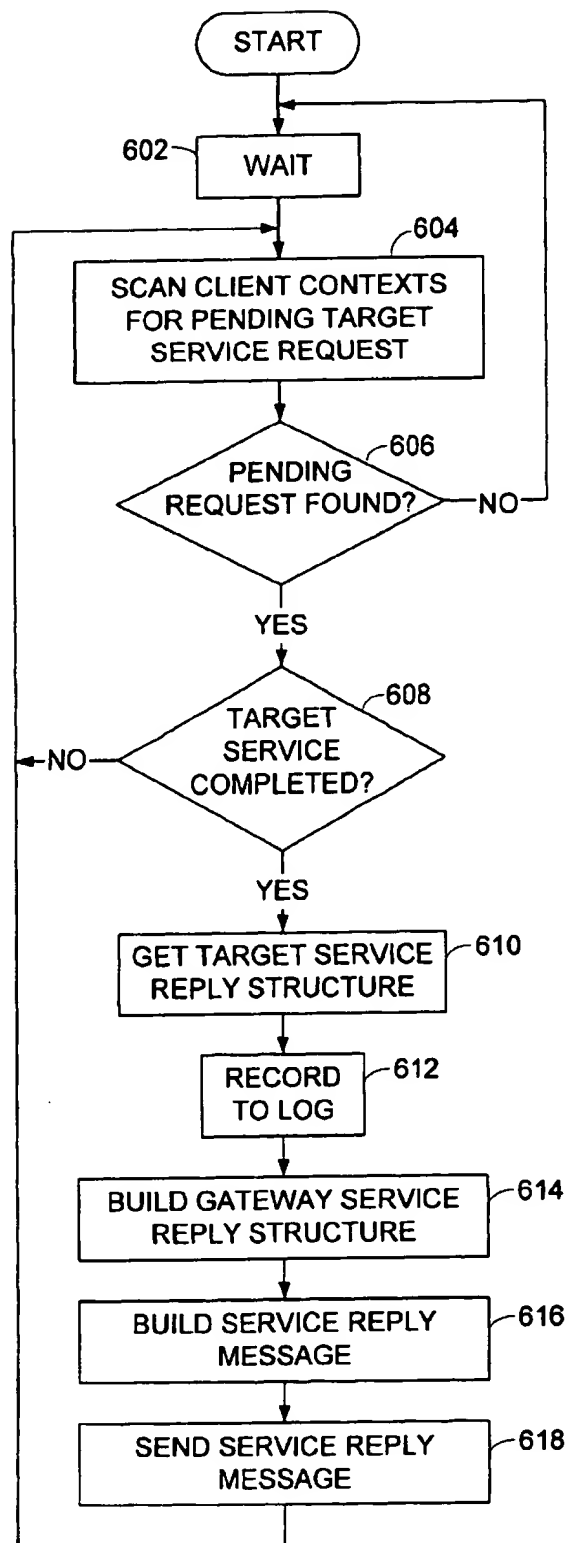 START
602
WAIT
604
SCAN CLIENT CONTEXTS
FOR PENDING TARGET
SERVICE REQUEST
606
PENDING
REQUEST FOUND?
NO
YES
608
TARGET
SERVICE
COMPLETED?
NO
YES
GET TARGET SERVICE
REPLY STRUCTURE
610
RECORD
TO LOG
612
BUILD GATEWAY SERVICE
REPLY STRUCTURE
614
BUILD SERVICE REPLY
MESSAGE
616
SEND SERVICE REPLY
MESSAGE
618